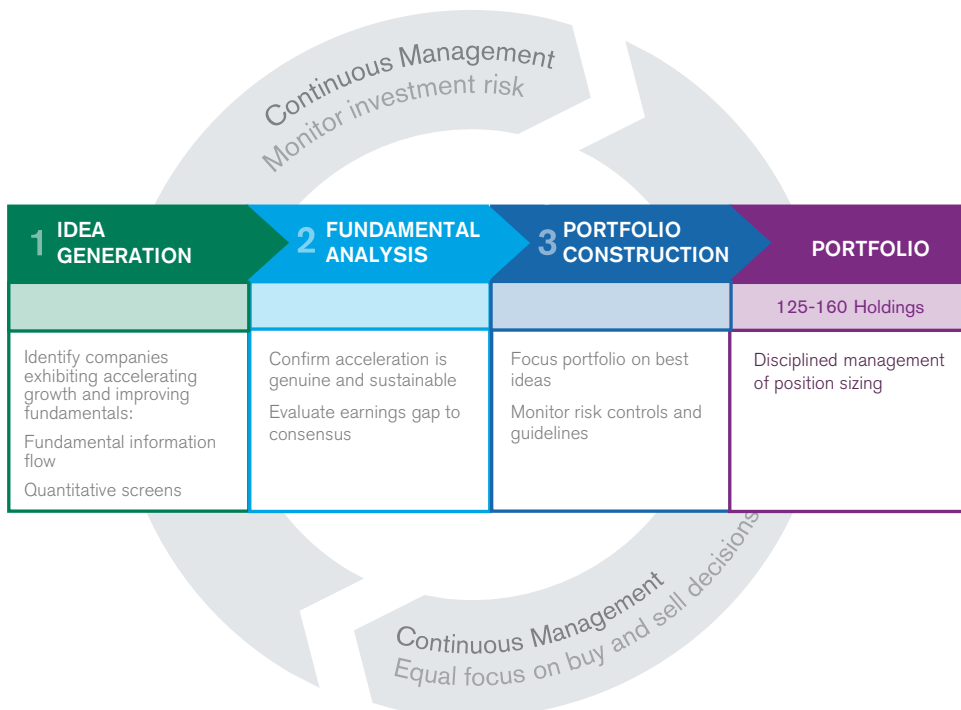 Continuous Management
Monitor investment risk
1 IDEA
GENERATION
2 FUNDAMENTAL
ANALYSIS
3 PORTFOLIO
CONSTRUCTION
PORTFOLIO
125-160 Holdings
Identify companies
exhibiting accelerating
growth and improving
fundamentals:
Fundamental information
flow
Quantitative screens
Confirm acceleration is
genuine and sustainable
Evaluate earnings gap to
consensus
Focus portfolio on best
ideas
Monitor risk controls and
guidelines
Disciplined management
of position sizing
Continuous Management
Equal focus on buy and sell decisions